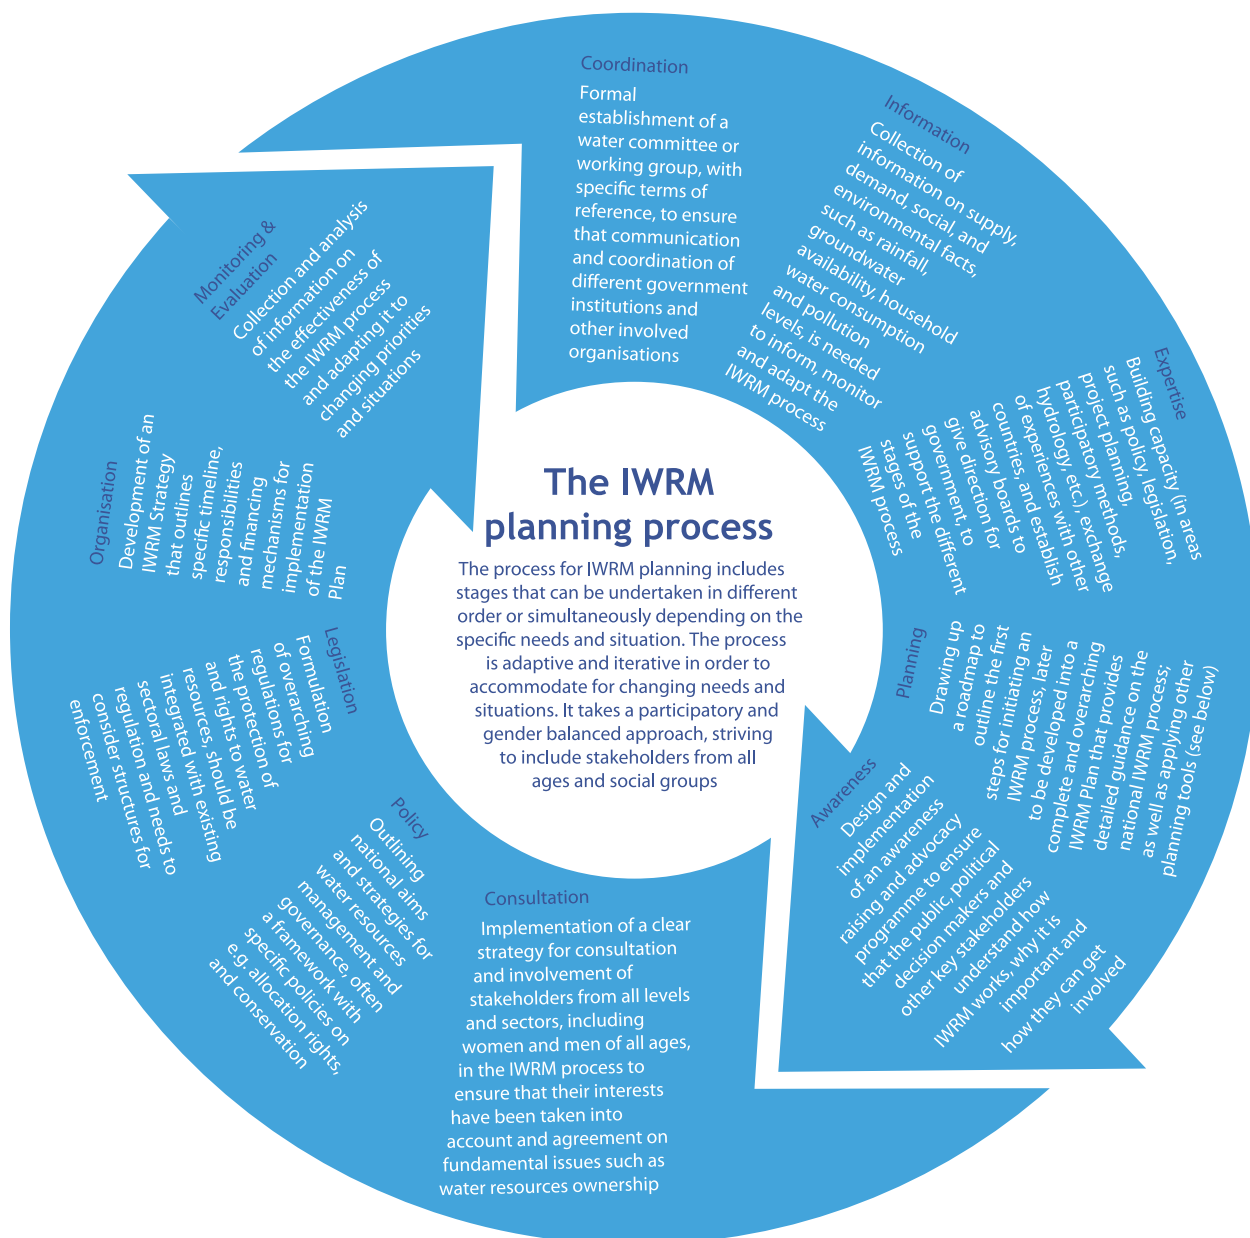 Coordination
Formal
establishment of a
water committee or
working group, with
specific terms of
reference, to ensure
that communication
and coordination of
different government
institutions and
other involved
organisations
Information
Collection of
information on supply,
demand, social, and
environmental facts,
such as rainfall,
groundwater
availability, household
water consumption
and pollution
levels, is needed
to inform, monitor
and adapt the
IWRM process
Expertise
Building capacity (in areas
such as policy, legislation,
project planning,
participatory methods,
hydrology, etc.), exchange
of experiences with other
countries, and establish
advisory boards to
give direction for
government, to
support the different
stages of the
IWRM process
Planning
Drawing up
a roadmap to
outline the first
steps for initiating an
IWRM process, later
to be developed into a
complete and overarching
IWRM Plan that provides
detailed guidance on the
national IWRM process;
as well as applying other
planning tools (see below)
Awareness
Design and
implementation
of an awareness
raising and advocacy
programme to ensure
that the public, political
decision makers and
other key stakeholders
understand how
IWRM works, why it is
important and
how they can get
involved
Consultation
Implementation of a clear
strategy for consultation
and involvement of
stakeholders from all levels
and sectors, including
women and men of all ages,
in the IWRM process to
ensure that their interests
have been taken into
account and agreement on
fundamental issues such as
water resources ownership
Policy
Outlining
national aims
and strategies for
water resources
management and
governance, often
a framework with
specific policies on
e.g. allocation rights,
and conservation
Legislation
Formulation
of overarching
regulations for
the protection of
and rights to water
resources, should be
integrated with existing
sectoral laws and
regulation and needs to
consider structures for
enforcement
Organisation
Development of an
IWRM Strategy
that outlines
specific timeline,
responsibilities
and financing
mechanisms for
implementation
of the IWRM
Plan
Monitoring &
Evaluation
Collection and analysis
of information on
the effectiveness of
the IWRM process
and adapting it to
changing priorities
and situations
The IWRM
planning process
The process for IWRM planning includes
stages that can be undertaken in different
order or simultaneously depending on the
specific needs and situation. The process
is adaptive and iterative in order to
accommodate for changing needs and
situations. It takes a participatory and
gender balanced approach, striving
to include stakeholders from all
ages and social groups